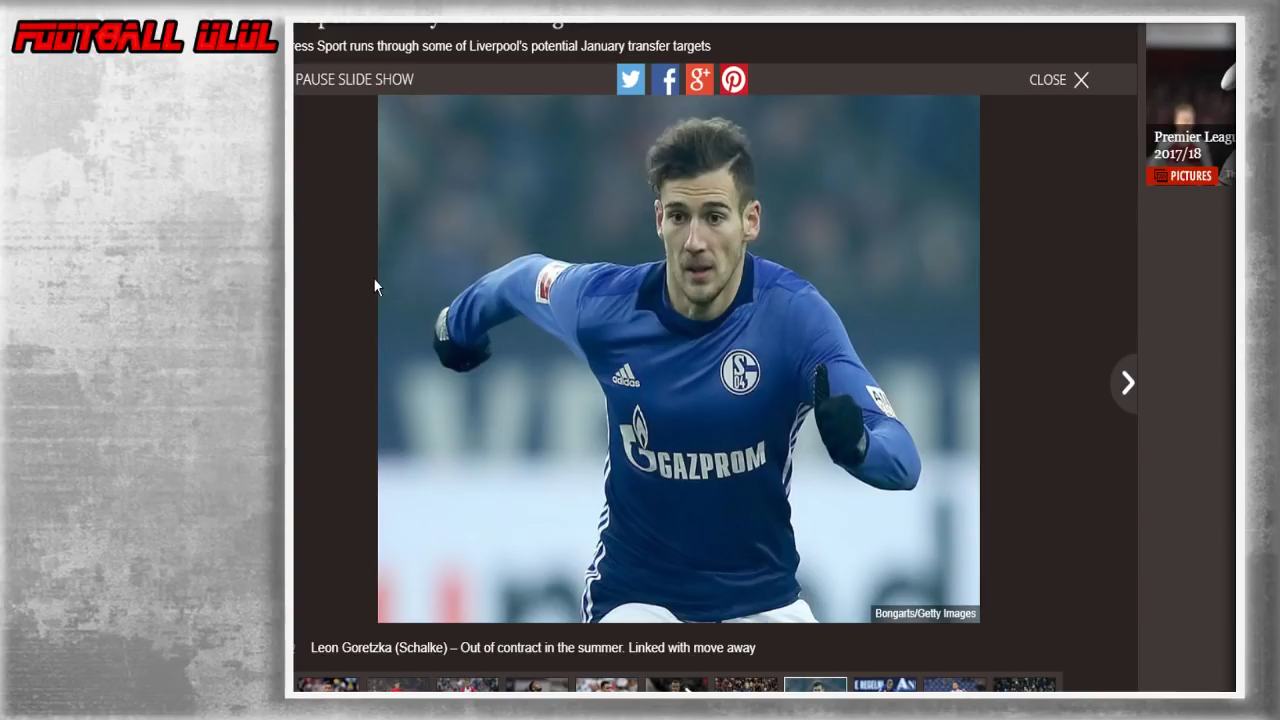 FOOTBALL ÜLÜL
ess Sport runs through some of Liverpool's potential January transfer targets
PAUSE SLIDE SHOW
g+
CLOSE
Premier Leagu
2017/18
PICTURES
adidas
S
04
GAZPROM
Bongarts/Getty Images
Leon Goretzka (Schalke) – Out of contract in the summer. Linked with move away